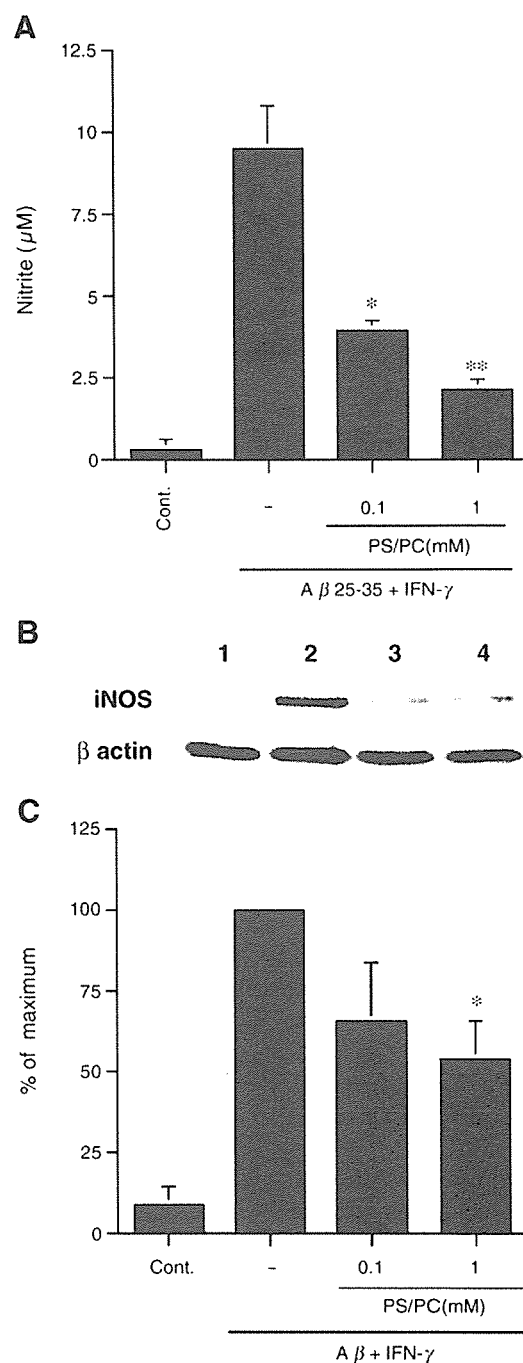 A
12.5
10
7.5
5
2.5
0
Nitrite (µM)
*
**
Cont.
-
0.1
1
PS/PC(mM)
A β 25-35 + IFN-γ
B
1 2 3 4
iNOS
β actin
C
125
100
75
50
25
0
% of maximum
*
Cont.
-
0.1
1
PS/PC(mM)
A β + IFN-γ